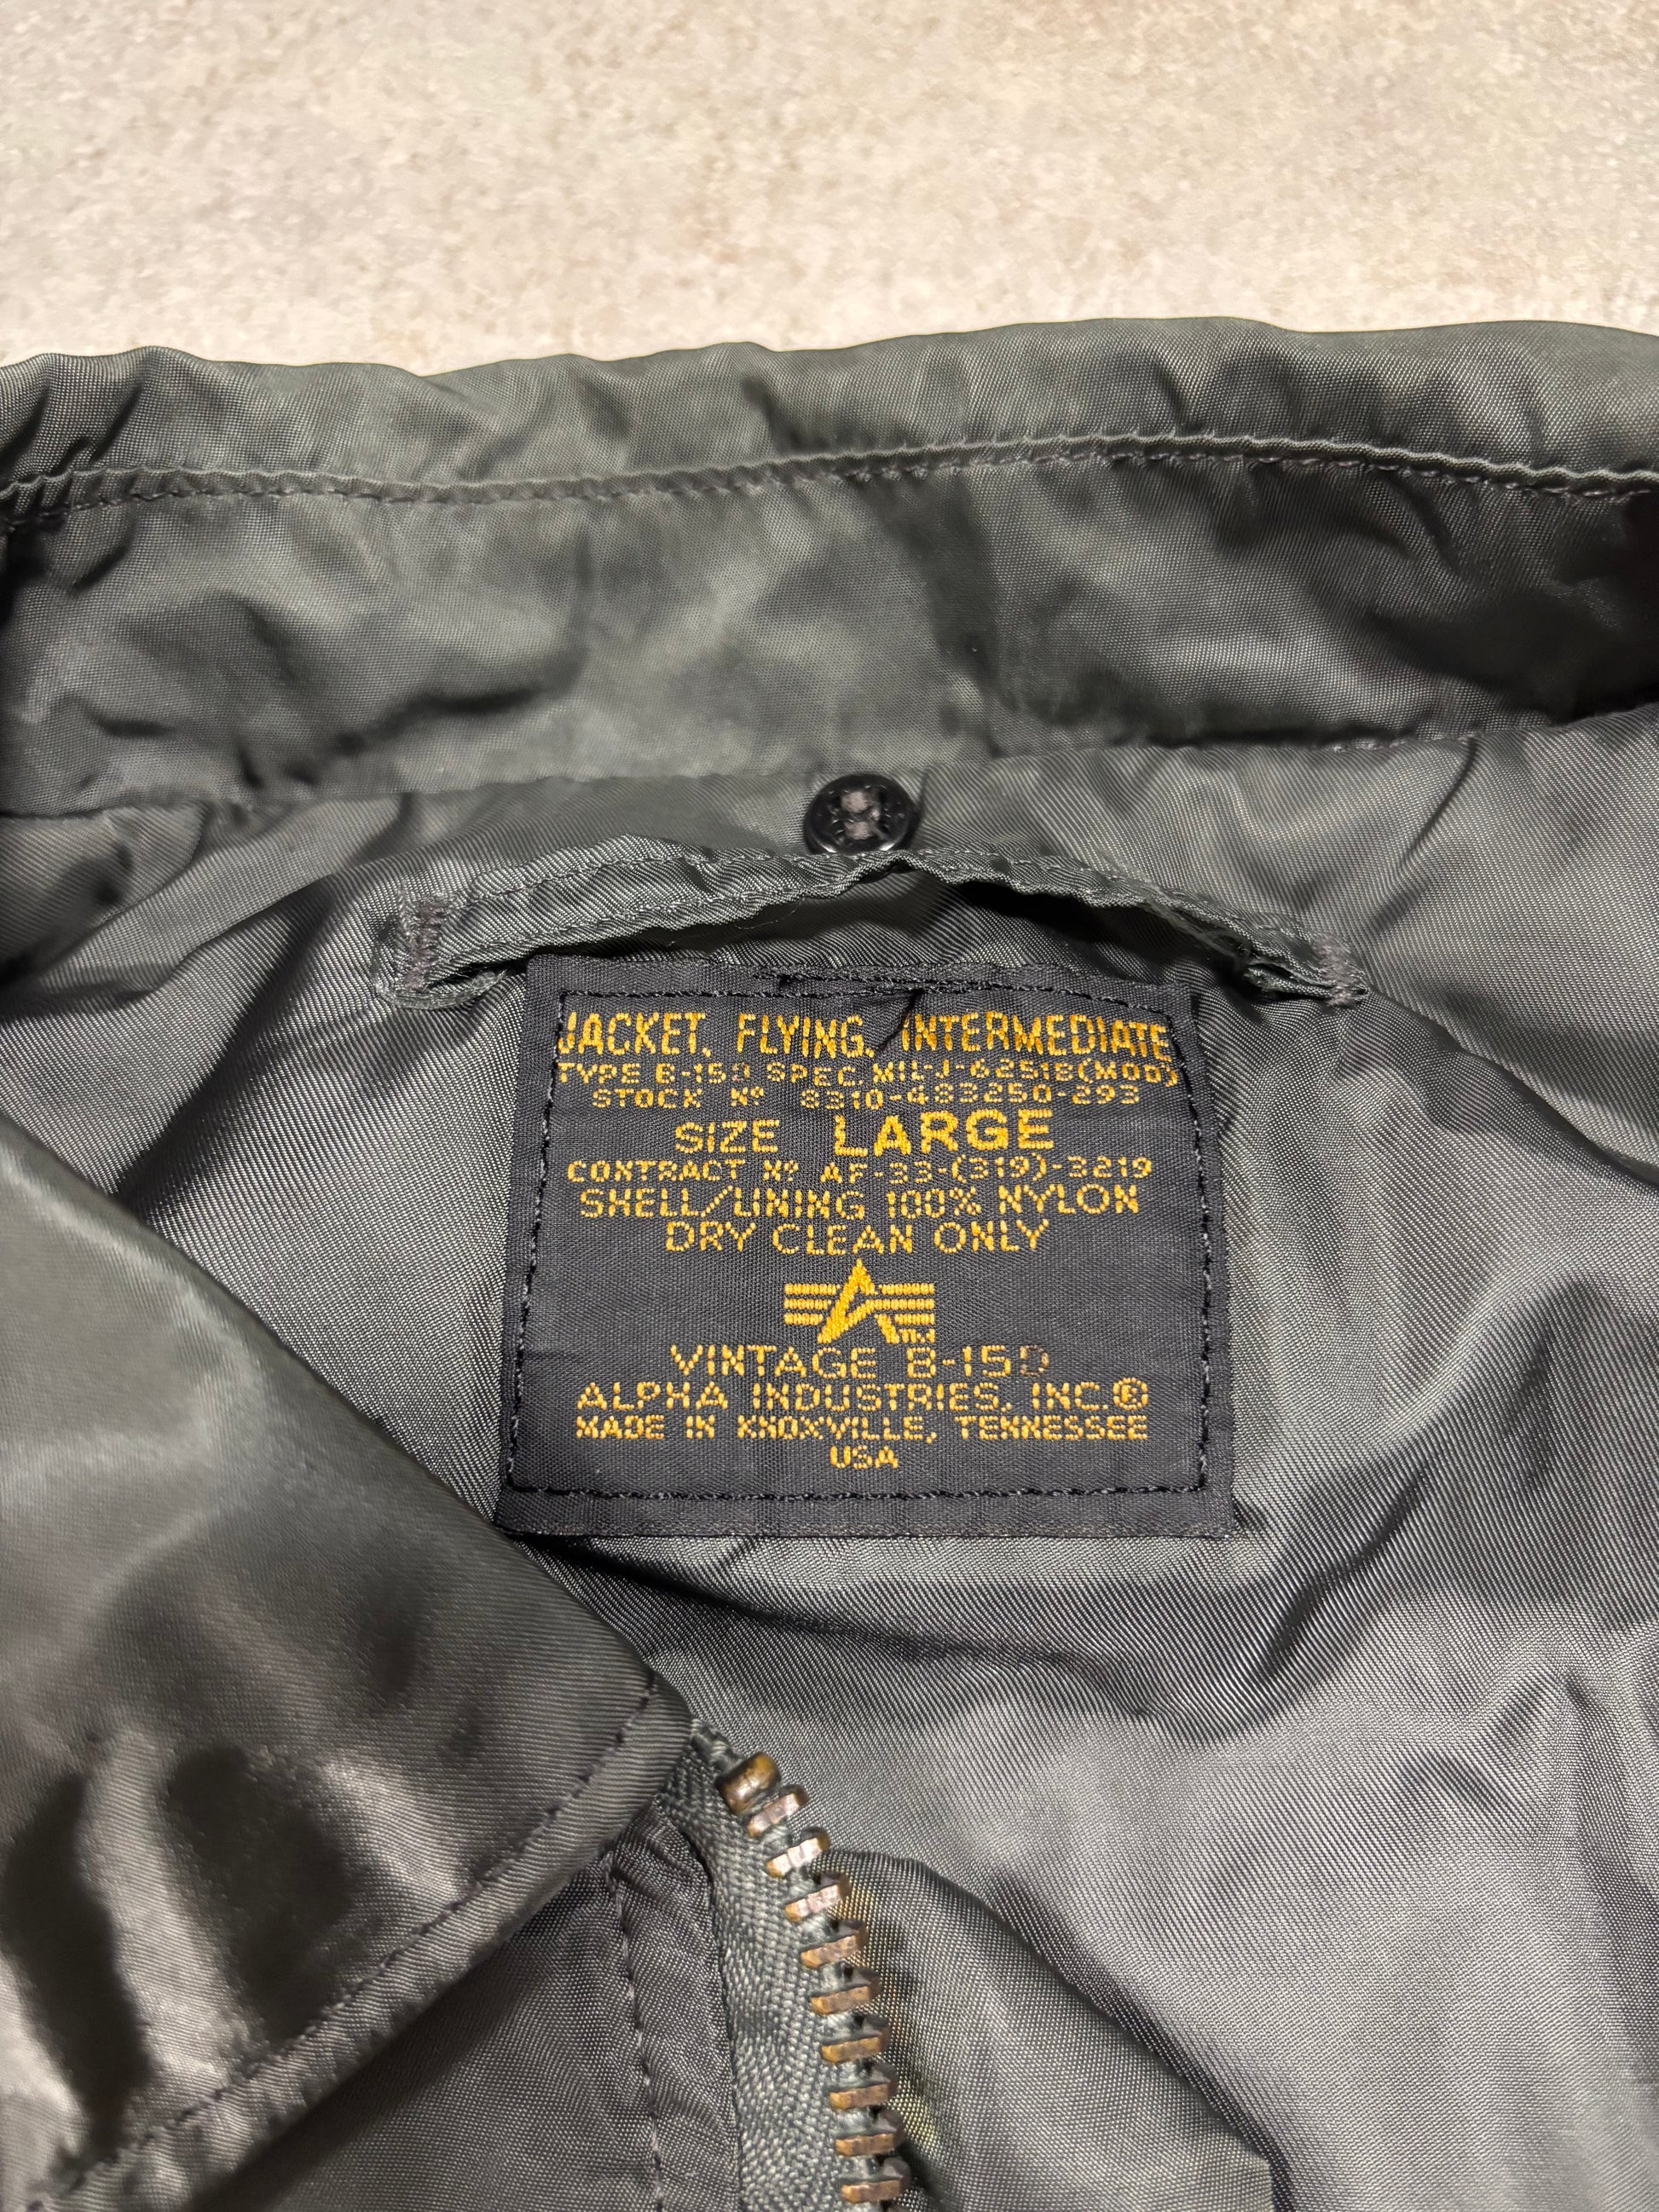 JACKET, FLYING, INTERMEDIATE
TYPE B-15D SPEC. MIL-J-6251B(MOD)
STOCK Nº 8310-483250-293
SIZE LARGE
CONTRACT Nº AF-33-(319)-3219
SHELL/LINING 100% NYLON
DRY CLEAN ONLY
VINTAGE B-15D
ALPHA INDUSTRIES, INC.®
MADE IN KNOXVILLE, TENNESSEE
USA